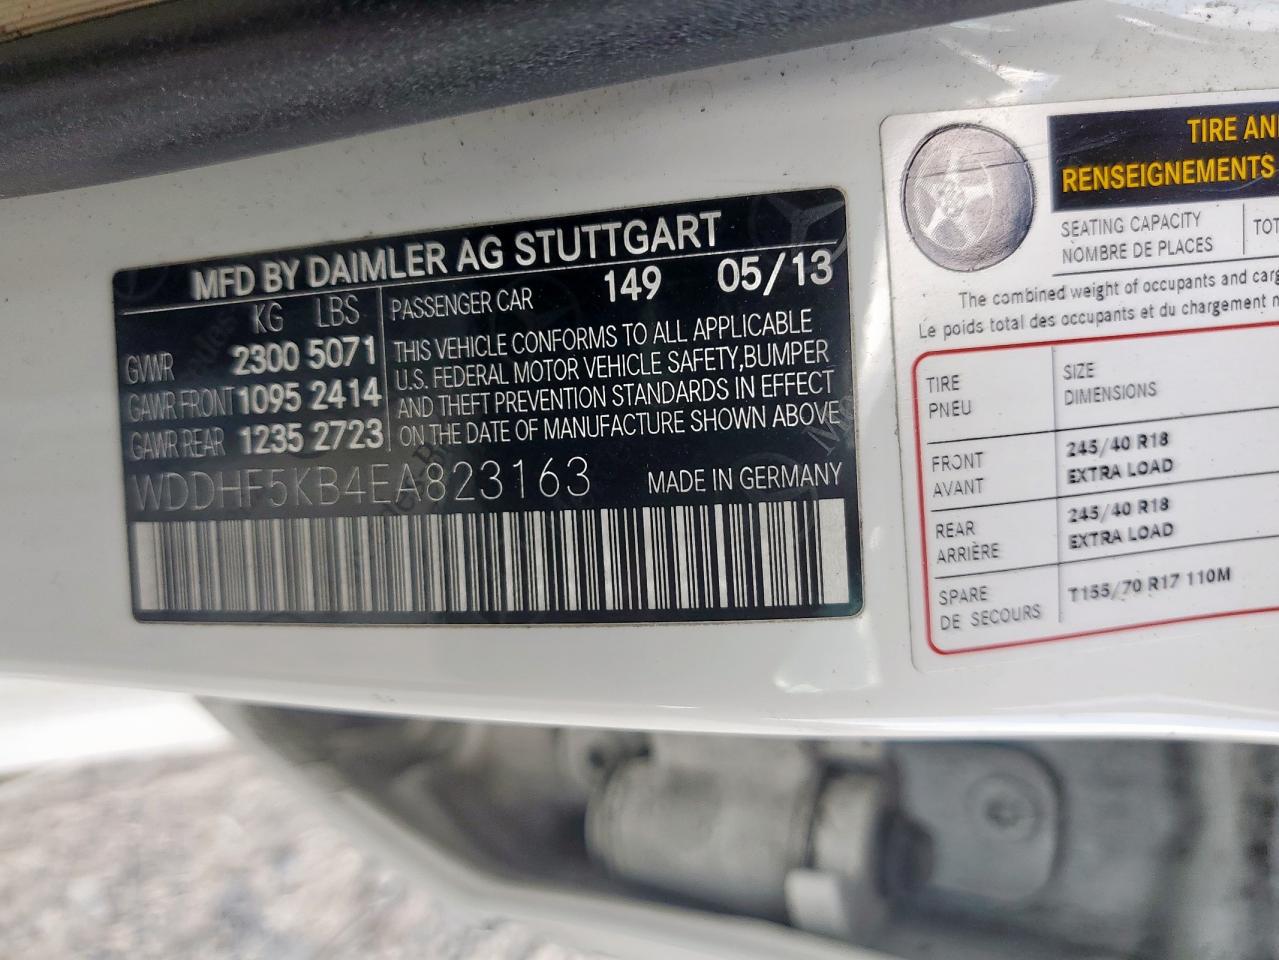 MFD BY DAIMLER AG STUTTGART
KG LBS
GVWR 2300 5071
GAWR FRONT 1095 2414
GAWR REAR 1235 2723
PASSENGER CAR 149 05/13
THIS VEHICLE CONFORMS TO ALL APPLICABLE
U.S. FEDERAL MOTOR VEHICLE SAFETY, BUMPER
AND THEFT PREVENTION STANDARDS IN EFFECT
ON THE DATE OF MANUFACTURE SHOWN ABOVE
WDDHF5KB4EA823163 MADE IN GERMANY
TIRE AN
RENSEIGNEMENTS
SEATING CAPACITY
NOMBRE DE PLACES
TOT
The combined weight of occupants and carg
Le poids total des occupants et du chargement n
TIRE
PNEU
SIZE
DIMENSIONS
FRONT
AVANT
245/40 R18
EXTRA LOAD
REAR
ARRIÈRE
245/40 R18
EXTRA LOAD
SPARE
DE SECOURS
T155/70 R17 110M